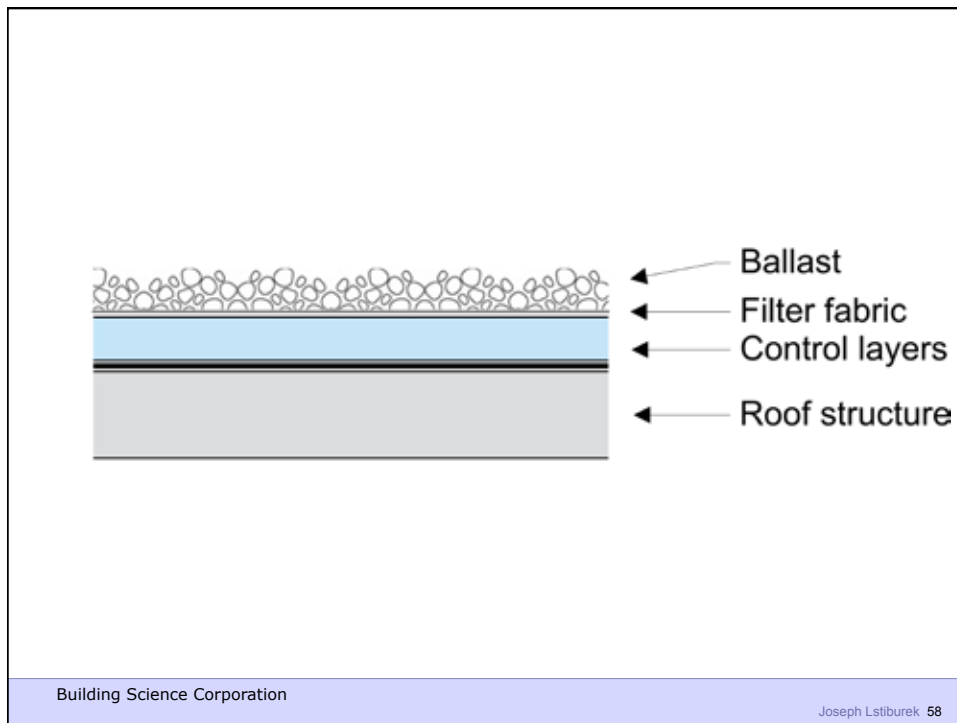 Ballast
Filter fabric
Control layers
Roof structure
Building Science Corporation
Joseph Lstiburek 58